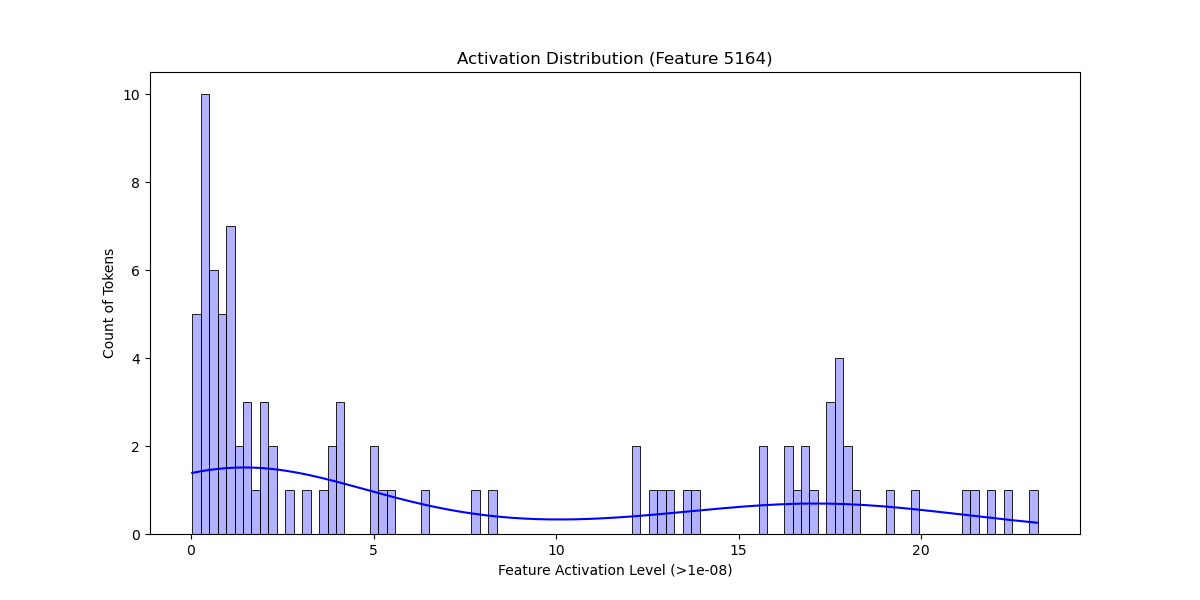 Activation Distribution (Feature 5164)
10
8
6
4
2
0
Count of Tokens
0 5 10 15 20
Feature Activation Level (>1e-08)